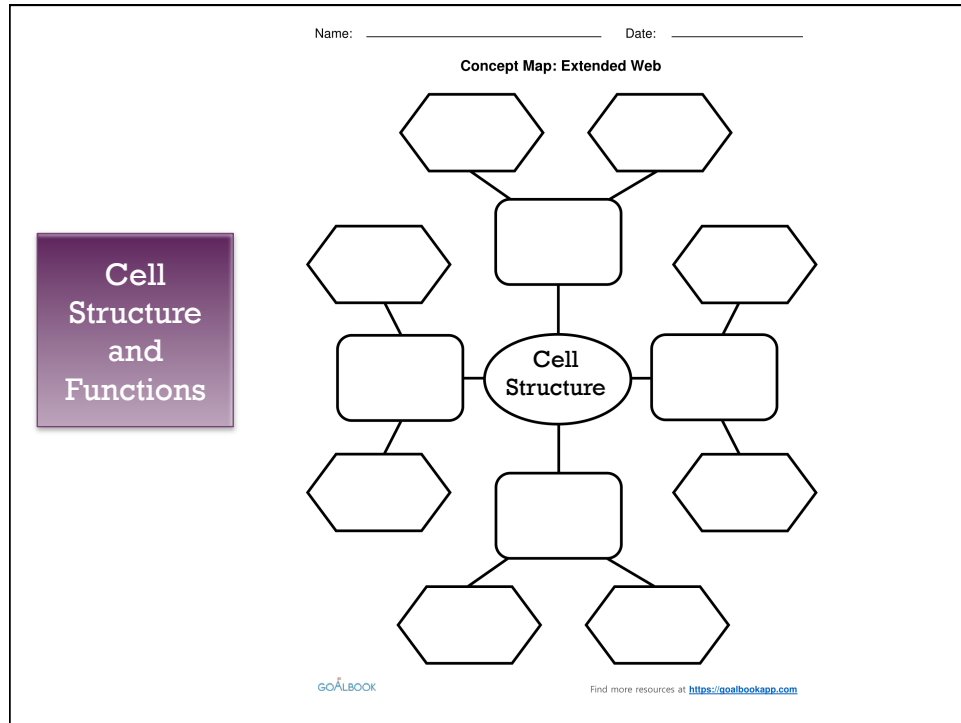 Name: Date:
Concept Map: Extended Web
Cell
Structure
and
Functions
Cell
Structure
GOALBOOK
Find more resources at https://goalbookapp.com